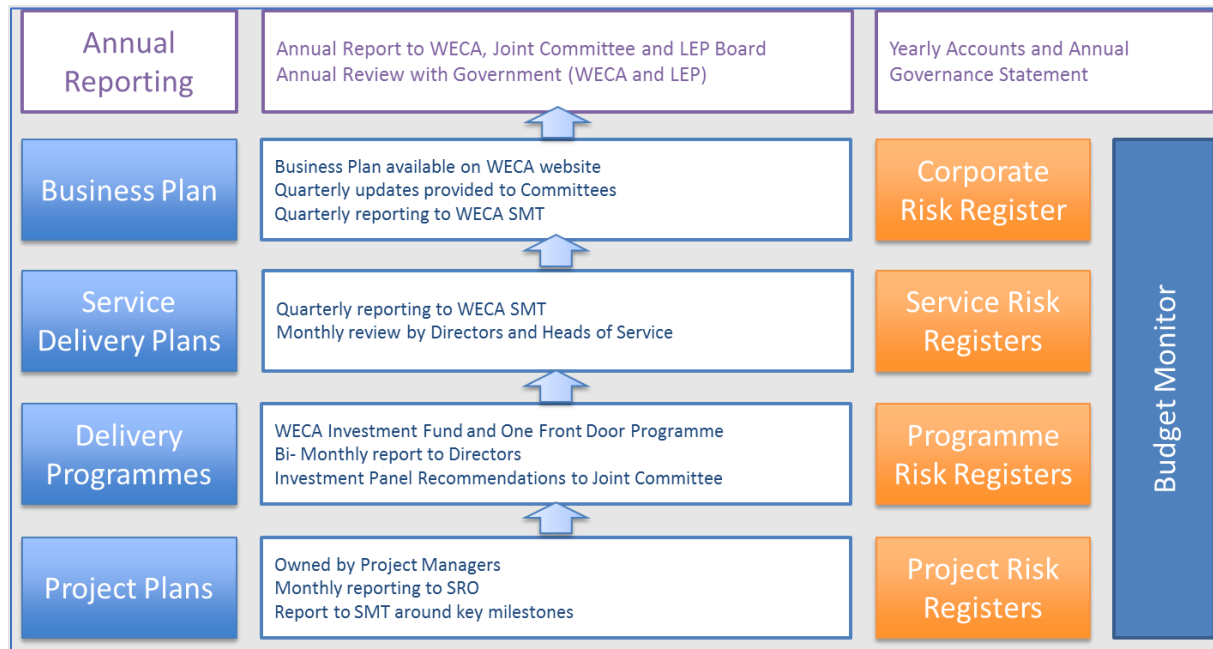 Annual
Reporting
Annual Report to WECA, Joint Committee and LEP Board
Annual Review with Government (WECA and LEP)
Yearly Accounts and Annual
Governance Statement
Business Plan
Business Plan available on WECA website
Quarterly updates provided to Committees
Quarterly reporting to WECA SMT
Corporate
Risk Register
Service
Delivery Plans
Quarterly reporting to WECA SMT
Monthly review by Directors and Heads of Service
Service Risk
Registers
Delivery
Programmes
WECA Investment Fund and One Front Door Programme
Bi- Monthly report to Directors
Investment Panel Recommendations to Joint Committee
Programme
Risk Registers
Project Plans
Owned by Project Managers
Monthly reporting to SRO
Report to SMT around key milestones
Project Risk
Registers
Budget Monitor